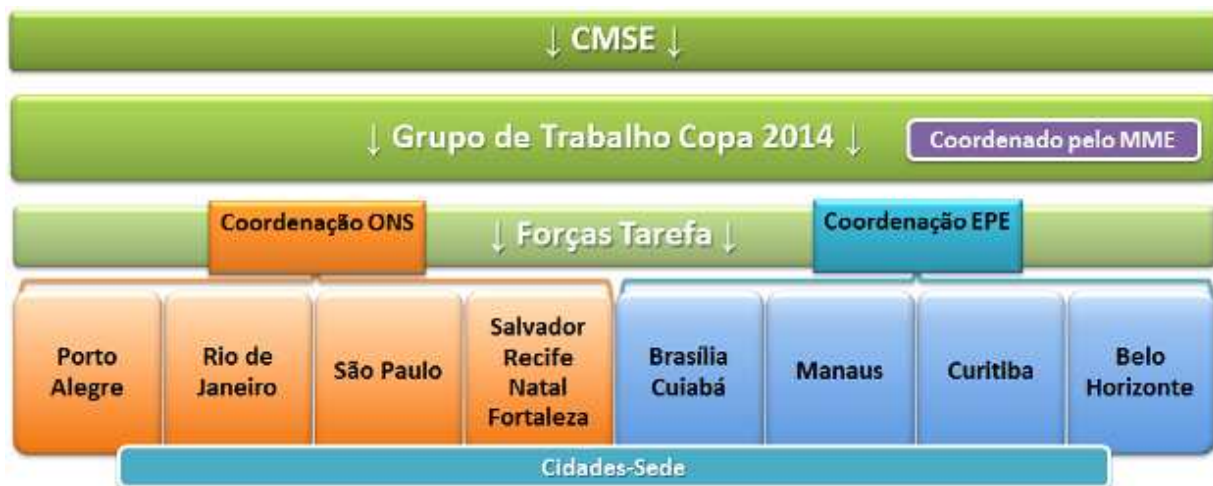 ↓ CMSE ↓
↓ Grupo de Trabalho Copa 2014 ↓
Coordenado pelo MME
Coordenação ONS
↓ Forças Tarefa ↓
Coordenação EPE
Porto
Alegre
Rio de
Janeiro
São Paulo
Salvador
Recife
Natal
Fortaleza
Brasília
Cuiabá
Manaus
Curitiba
Belo
Horizonte
Cidades-Sede